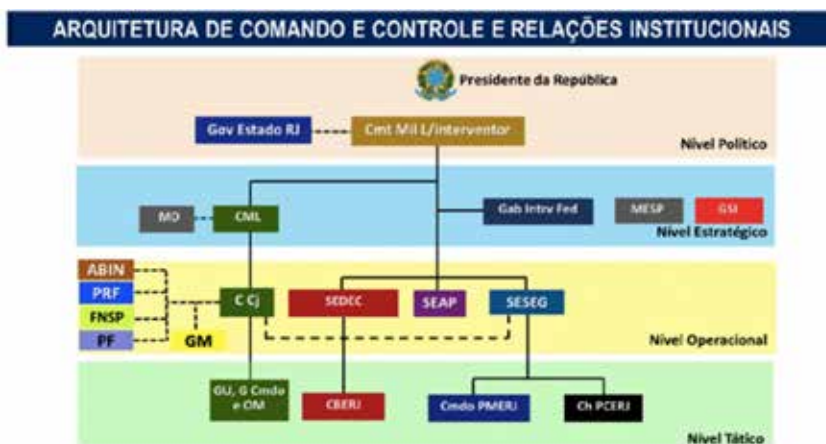 ARQUITETURA DE COMANDO E CONTROLE E RELAÇÕES INSTITUCIONAIS
Presidente da República
Gov Estado RJ
Cmt Mil L/interventor
Nível Político
MD
CML
Gab Intrv Fed
MESP
GSI
Nível Estratégico
ABIN
PRF
FNSP
PF
GM
C Cj
SEDEC
SEAP
SESEG
Nível Operacional
GU, G Cmdo
e OM
CBERJ
Cmdo PMERJ
Ch PCERJ
Nível Tático